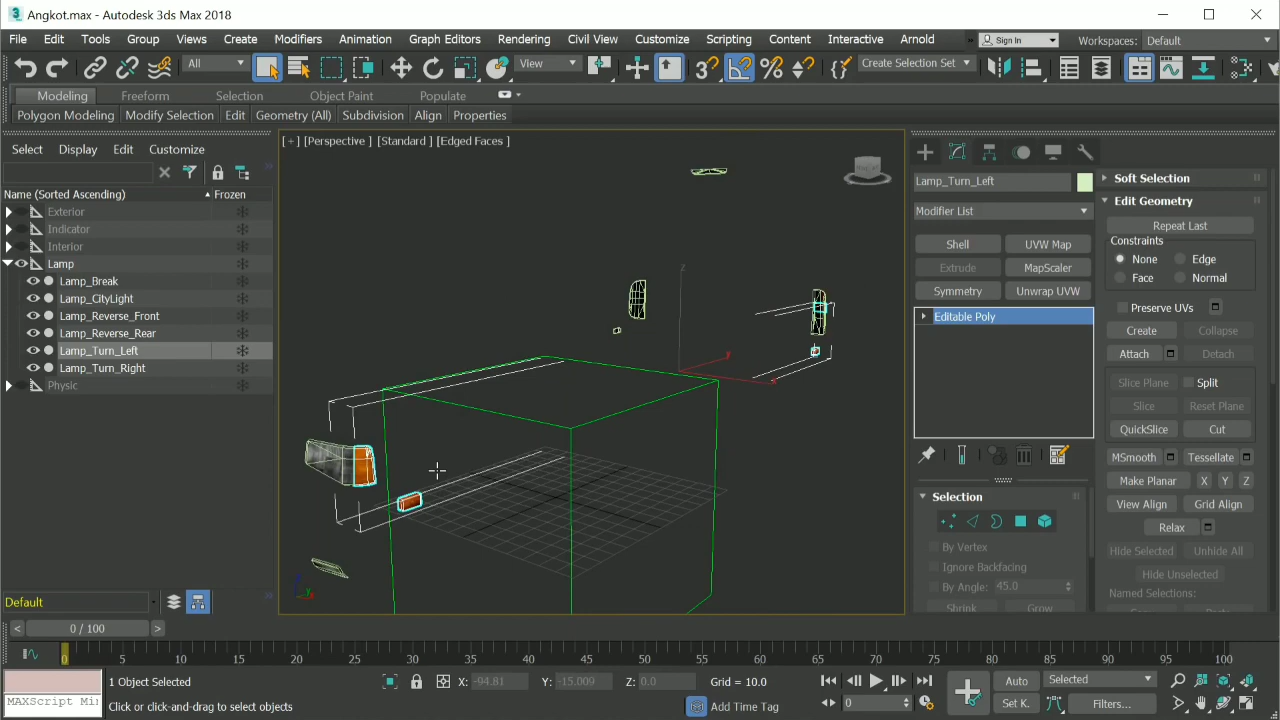 Angkot.max - Autodesk 3ds Max 2018
File Edit Tools Group Views Create Modifiers Animation Graph Editors Rendering Civil View Customize Scripting Content Interactive Arnold Sign In Workspaces: Default
All View 3 Create Selection Set
Modeling Freeform Selection Object Paint Populate
Polygon Modeling Modify Selection Edit Geometry (All) Subdivision Align Properties
Select Display Edit Customize
Name (Sorted Ascending) Frozen
Exterior
Indicator
Interior
Lamp
Lamp_Break
Lamp_CityLight
Lamp_Reverse_Front
Lamp_Reverse_Rear
Lamp_Turn_Left
Lamp_Turn_Right
Physic
Default
[ + ] [Perspective ] [Standard ] [Edged Faces ]
z
y
x
Lamp_Turn_Left
Modifier List
Shell UVW Map
Extrude MapScaler
Symmetry Unwrap UVW
Editable Poly
Selection
By Vertex
Ignore Backfacing
By Angle: 45.0
Shrink Grow
Soft Selection
Edit Geometry
Repeat Last
Constraints
None Edge
Face Normal
Preserve UVs
Create Collapse
Attach Detach
Slice Plane Split
Slice Reset Plane
QuickSlice Cut
MSmooth Tessellate
Make Planar X Y Z
View Align Grid Align
Relax
Hide Selected Unhide All
Hide Unselected
Named Selections:
< 0 / 100 >
0 5 10 15 20 25 30 35 40 45 50 55 60 65 70 75 80 85 90 95 100
1 Object Selected X: -94.81 Y: -15.009 Z: 0.0 Grid = 10.0 Auto Selected
MAXScript Mi Click or click-and-drag to select objects Add Time Tag 0 Set K. Filters...